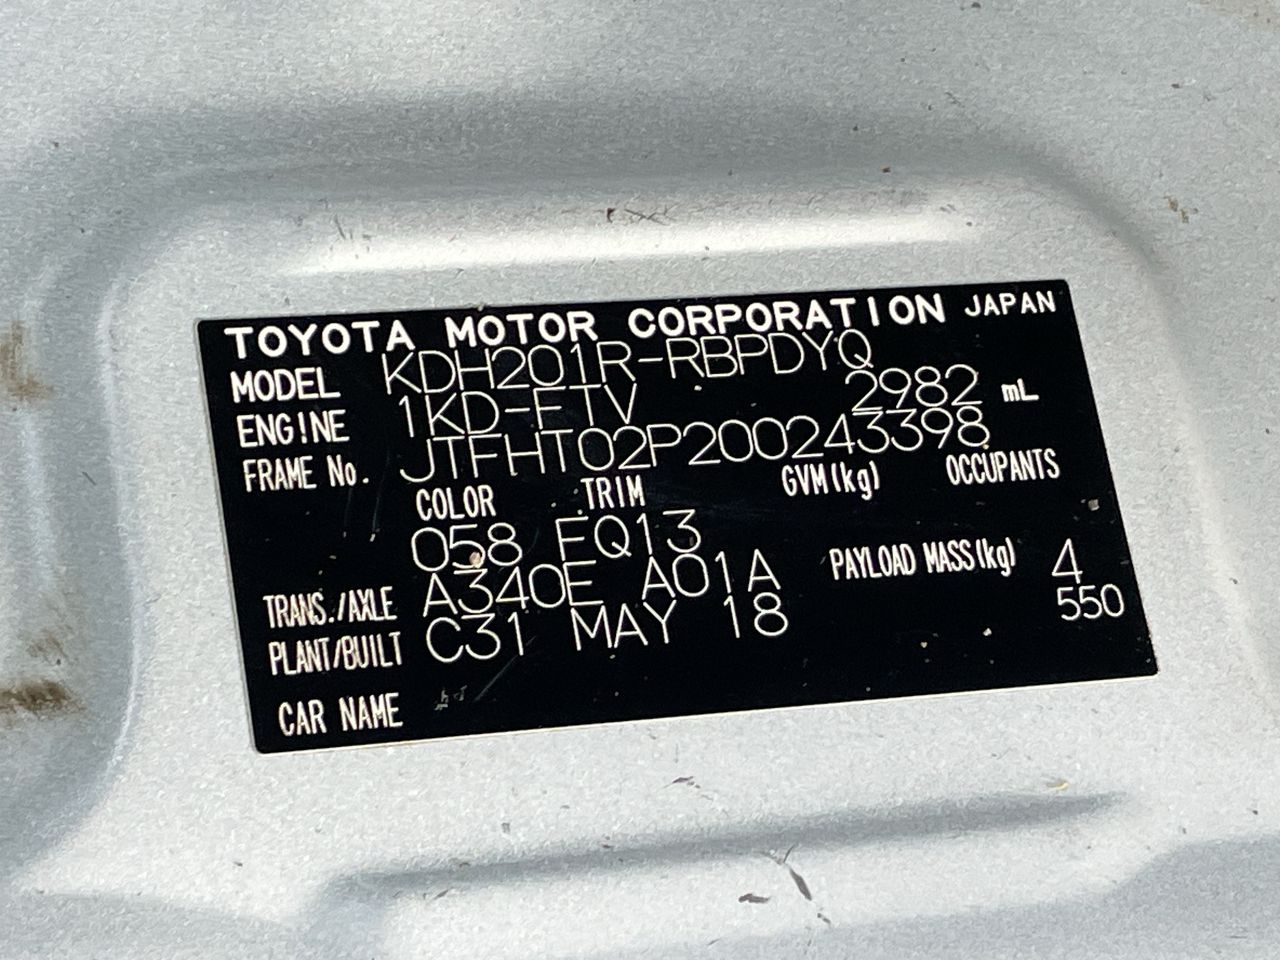 TOYOTA MOTOR CORPORATION JAPAN
MODEL KDH201R-RBPDYQ
ENGINE 1KD-FTV 2982 mL
FRAME No. JTFHT02P200243398
COLOR TRIM GVM(kg) OCCUPANTS
058 FQ13
TRANS./AXLE A340E A01A PAYLOAD MASS(kg) 4
PLANT/BUILT C31 MAY 18 550
CAR NAME